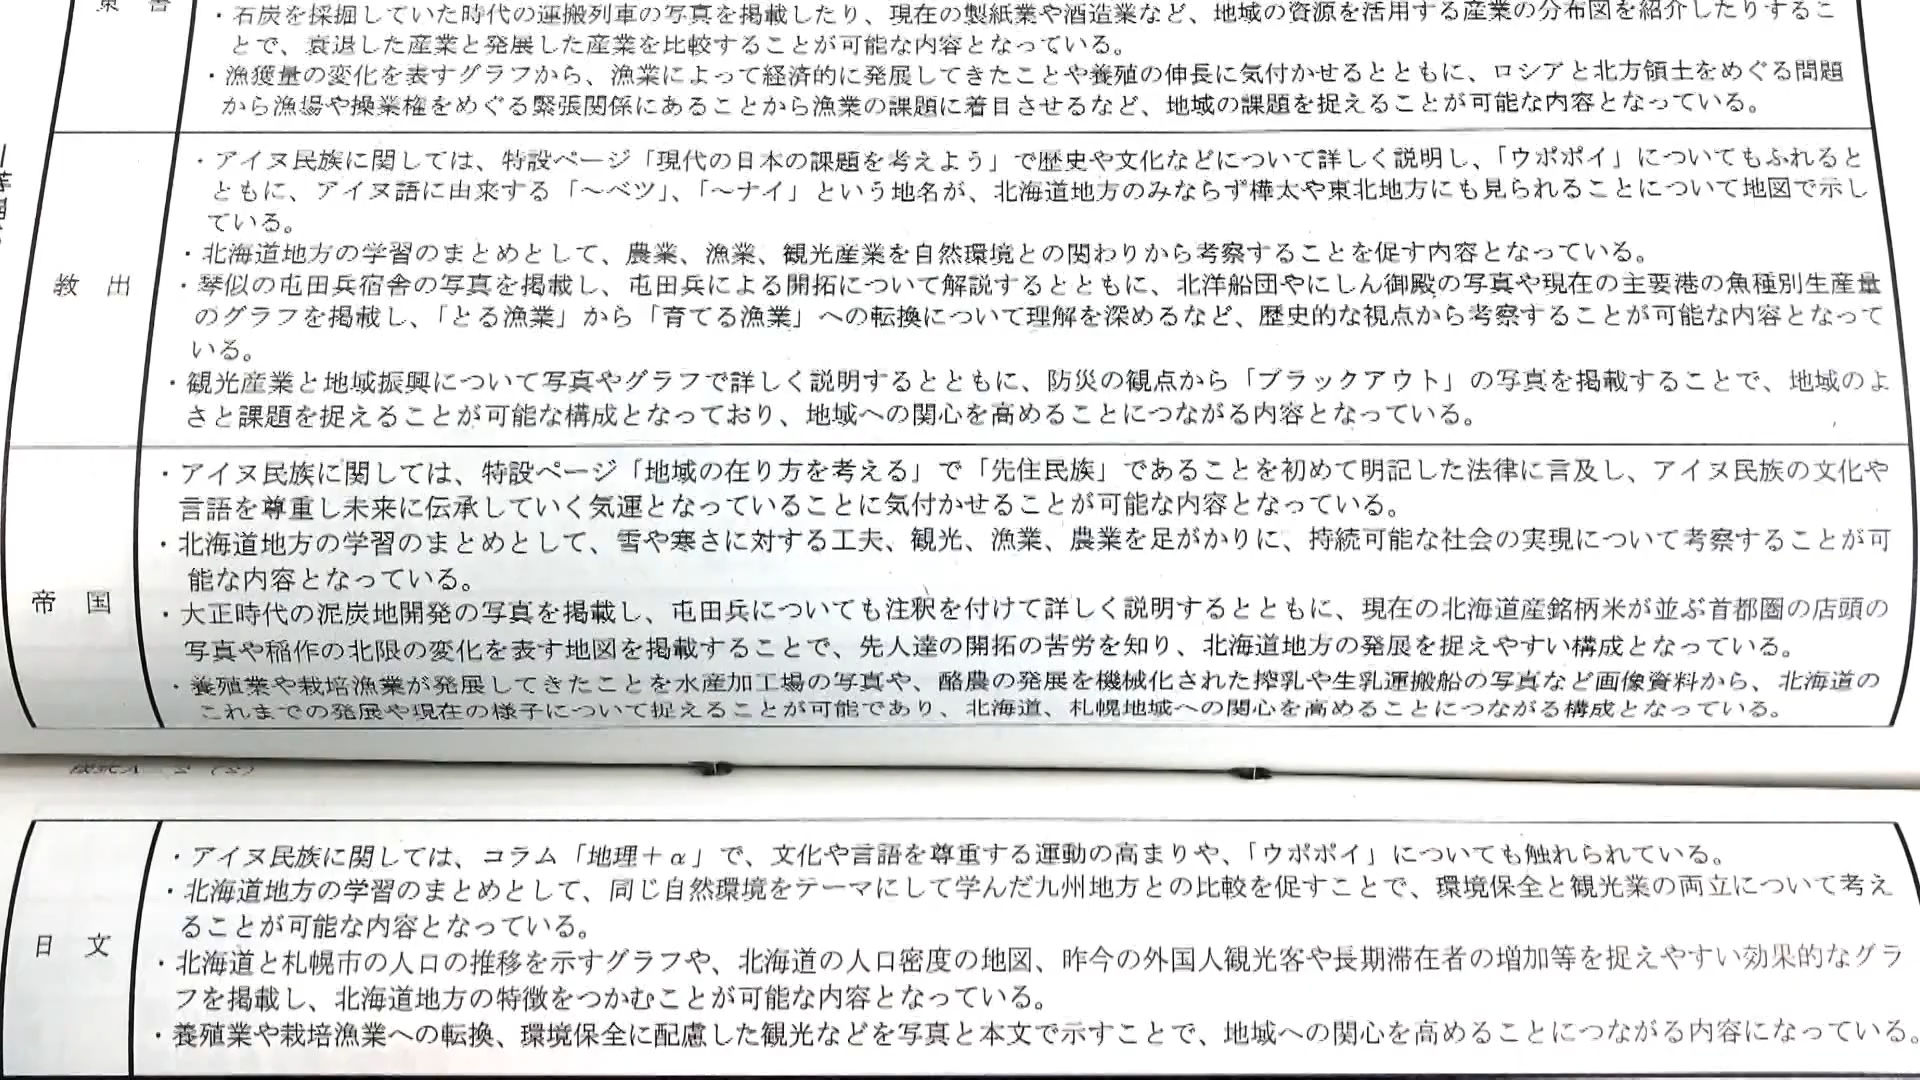 東 書
・石炭を採掘していた時代の運搬列車の写真を掲載したり、現在の製紙業や酒造業など、地域の資源を活用する産業の分布図を紹介したりするこ
とで、衰退した産業と発展した産業を比較することが可能な内容となっている。
・漁獲量の変化を表すグラフから、漁業によって経済的に発展してきたことや養殖の伸長に気付かせるとともに、ロシアと北方領土をめぐる問題
から漁場や操業権をめぐる緊張関係にあることから漁業の課題に着目させるなど、地域の課題を捉えることが可能な内容となっている。
教 出
・アイヌ民族に関しては、特設ページ「現代の日本の課題を考えよう」で歴史や文化などについて詳しく説明し、「ウポポイ」についてもふれると
ともに、アイヌ語に由来する「～ベツ」、「～ナイ」という地名が、北海道地方のみならず樺太や東北地方にも見られることについて地図で示し
ている。
・北海道地方の学習のまとめとして、農業、漁業、観光産業を自然環境との関わりから考察することを促す内容となっている。
・琴似の屯田兵宿舎の写真を掲載し、屯田兵による開拓について解説するとともに、北洋船団やにしん御殿の写真や現在の主要港の魚種別生産量
のグラフを掲載し、「とる漁業」から「育てる漁業」への転換について理解を深めるなど、歴史的な視点から考察することが可能な内容となって
いる。
・観光産業と地域振興について写真やグラフで詳しく説明するとともに、防災の観点から「ブラックアウト」の写真を掲載することで、地域のよ
さと課題を捉えることが可能な構成となっており、地域への関心を高めることにつながる内容となっている。
帝 国
・アイヌ民族に関しては、特設ページ「地域の在り方を考える」で「先住民族」であることを初めて明記した法律に言及し、アイヌ民族の文化や
言語を尊重し未来に伝承していく気運となっていることに気付かせることが可能な内容となっている。
・北海道地方の学習のまとめとして、雪や寒さに対する工夫、観光、漁業、農業を足がかりに、持続可能な社会の実現について考察することが可
能な内容となっている。
・大正時代の泥炭地開発の写真を掲載し、屯田兵についても注釈を付けて詳しく説明するとともに、現在の北海道産銘柄米が並ぶ首都圏の店頭の
写真や稲作の北限の変化を表す地図を掲載することで、先人達の開拓の苦労を知り、北海道地方の発展を捉えやすい構成となっている。
・養殖業や栽培漁業が発展してきたことを水産加工場の写真や、酪農の発展を機械化された搾乳や生乳運搬船の写真など画像資料から、北海道の
これまでの発展や現在の様子について捉えることが可能であり、北海道、札幌地域への関心を高めることにつながる構成となっている。
日 文
・アイヌ民族に関しては、コラム「地理＋α」で、文化や言語を尊重する運動の高まりや、「ウポポイ」についても触れられている。
・北海道地方の学習のまとめとして、同じ自然環境をテーマにして学んだ九州地方との比較を促すことで、環境保全と観光業の両立について考え
ることが可能な内容となっている。
・北海道と札幌市の人口の推移を示すグラフや、北海道の人口密度の地図、昨今の外国人観光客や長期滞在者の増加等を捉えやすい効果的なグラ
フを掲載し、北海道地方の特徴をつかむことが可能な内容となっている。
・養殖業や栽培漁業への転換、環境保全に配慮した観光などを写真と本文で示すことで、地域への関心を高めることにつながる内容になっている。